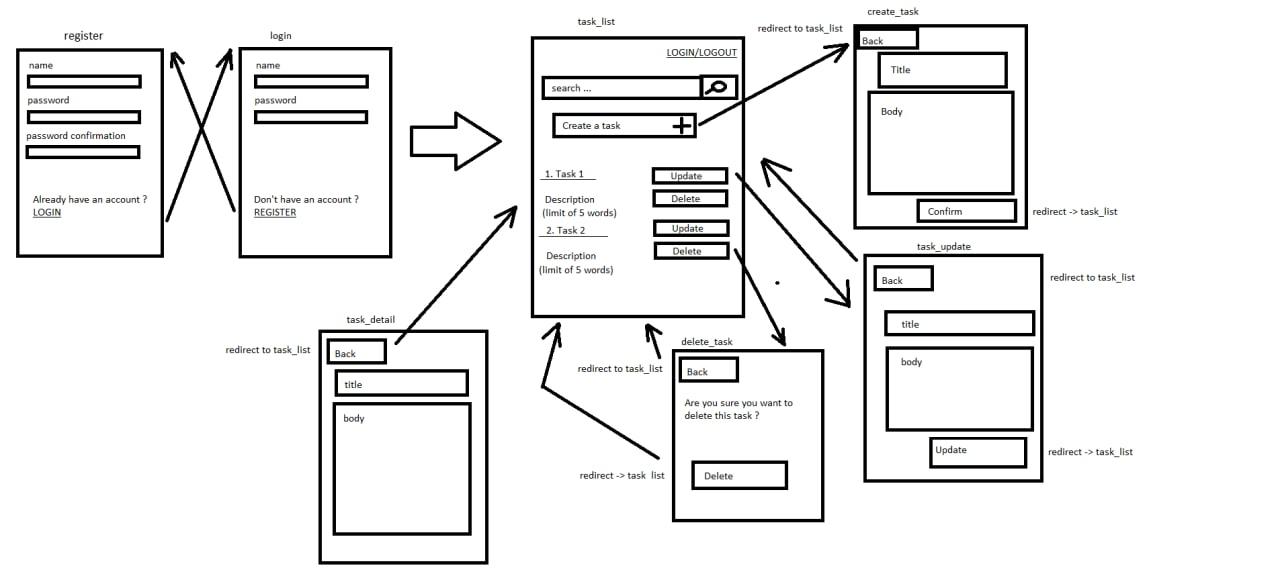 register
name
password
password confirmation
Already have an account ?
LOGIN
login
name
password
Don't have an account ?
REGISTER
task_list
LOGIN/LOGOUT
search ...
Create a task
1. Task 1
Update
Delete
Description
(limit of 5 words)
2. Task 2
Update
Delete
Description
(limit of 5 words)
create_task
redirect to task_list
Back
Title
Body
Confirm
redirect -> task_list
task_update
Back
redirect to task_list
title
body
Update
redirect -> task_list
task_detail
redirect to task_list
Back
title
body
delete_task
redirect to task_list
Back
Are you sure you want to
delete this task ?
redirect -> task list
Delete